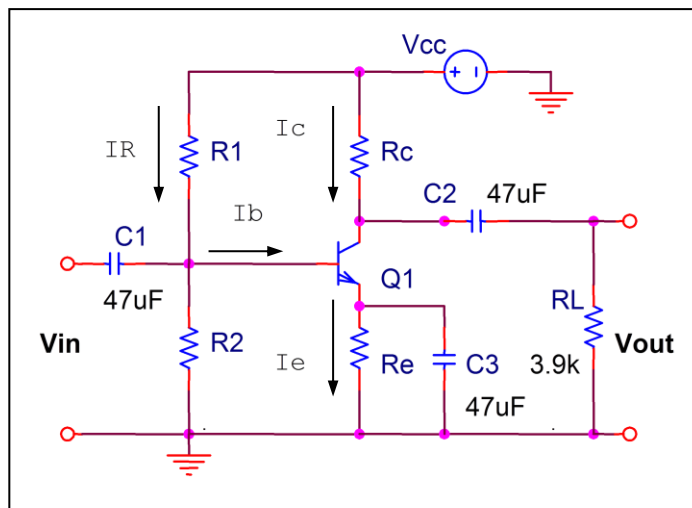 Vcc
IR
R1
Ic
Rc
C2
47uF
C1
Ib
47uF
Q1
RL
Vin
R2
Ie
Re
C3
3.9k
Vout
47uF